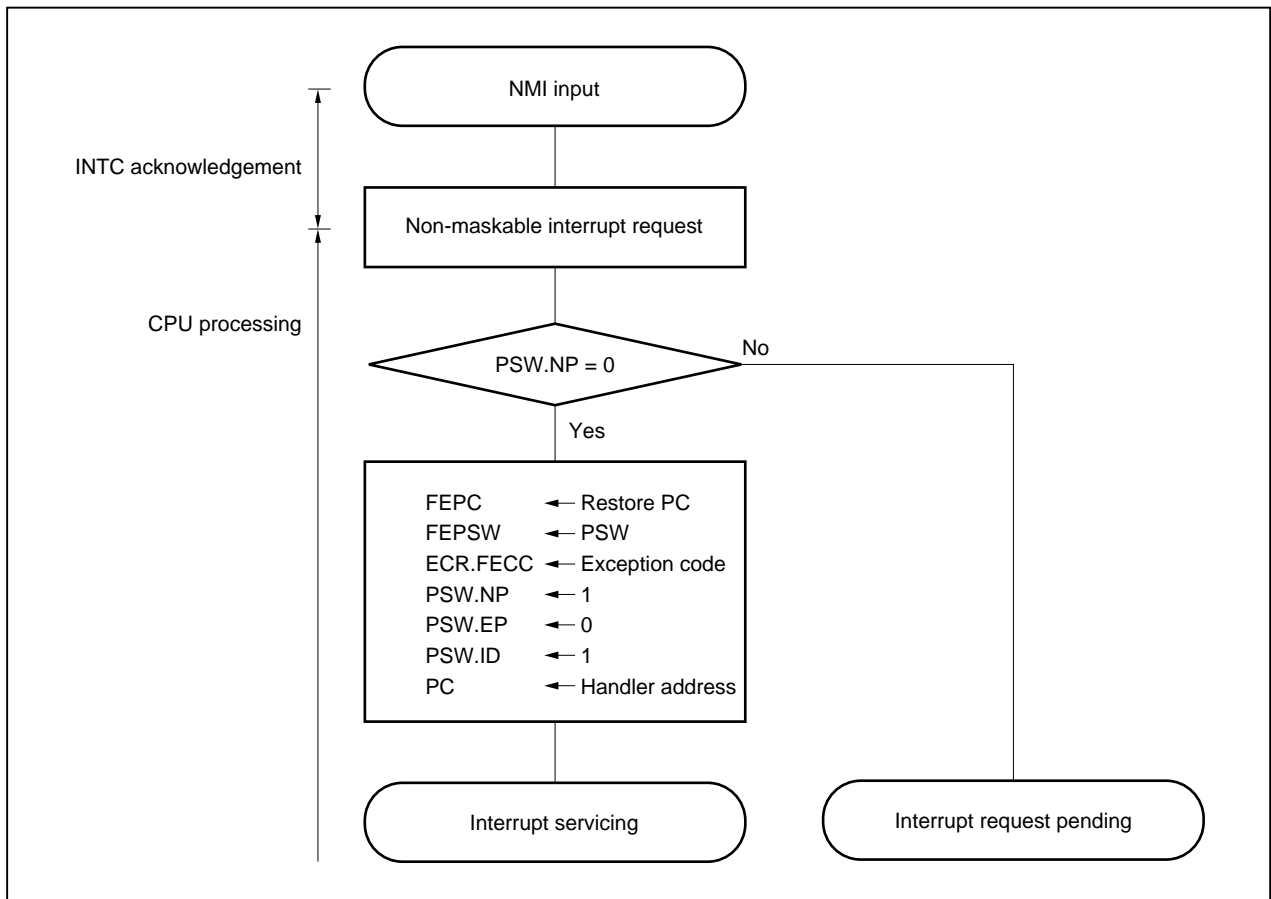 NMI input
INTC acknowledgement
Non-maskable interrupt request
CPU processing
PSW.NP = 0
No
Yes
FEPC ← Restore PC
FEPSW ← PSW
ECR.FECC ← Exception code
PSW.NP ← 1
PSW.EP ← 0
PSW.ID ← 1
PC ← Handler address
Interrupt servicing
Interrupt request pending